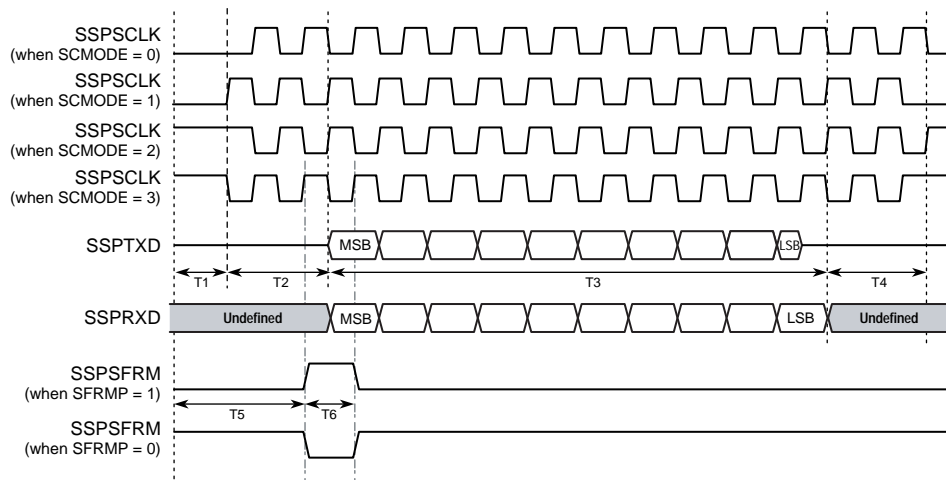 SSPSCLK
(when SCMODE = 0)
SSPSCLK
(when SCMODE = 1)
SSPSCLK
(when SCMODE = 2)
SSPSCLK
(when SCMODE = 3)
SSPTXD
MSB
LSB
T1
T2
T3
T4
SSPRXD
Undefined
MSB
LSB
Undefined
SSPSFRM
(when SFRMP = 1)
T5
T6
SSPSFRM
(when SFRMP = 0)